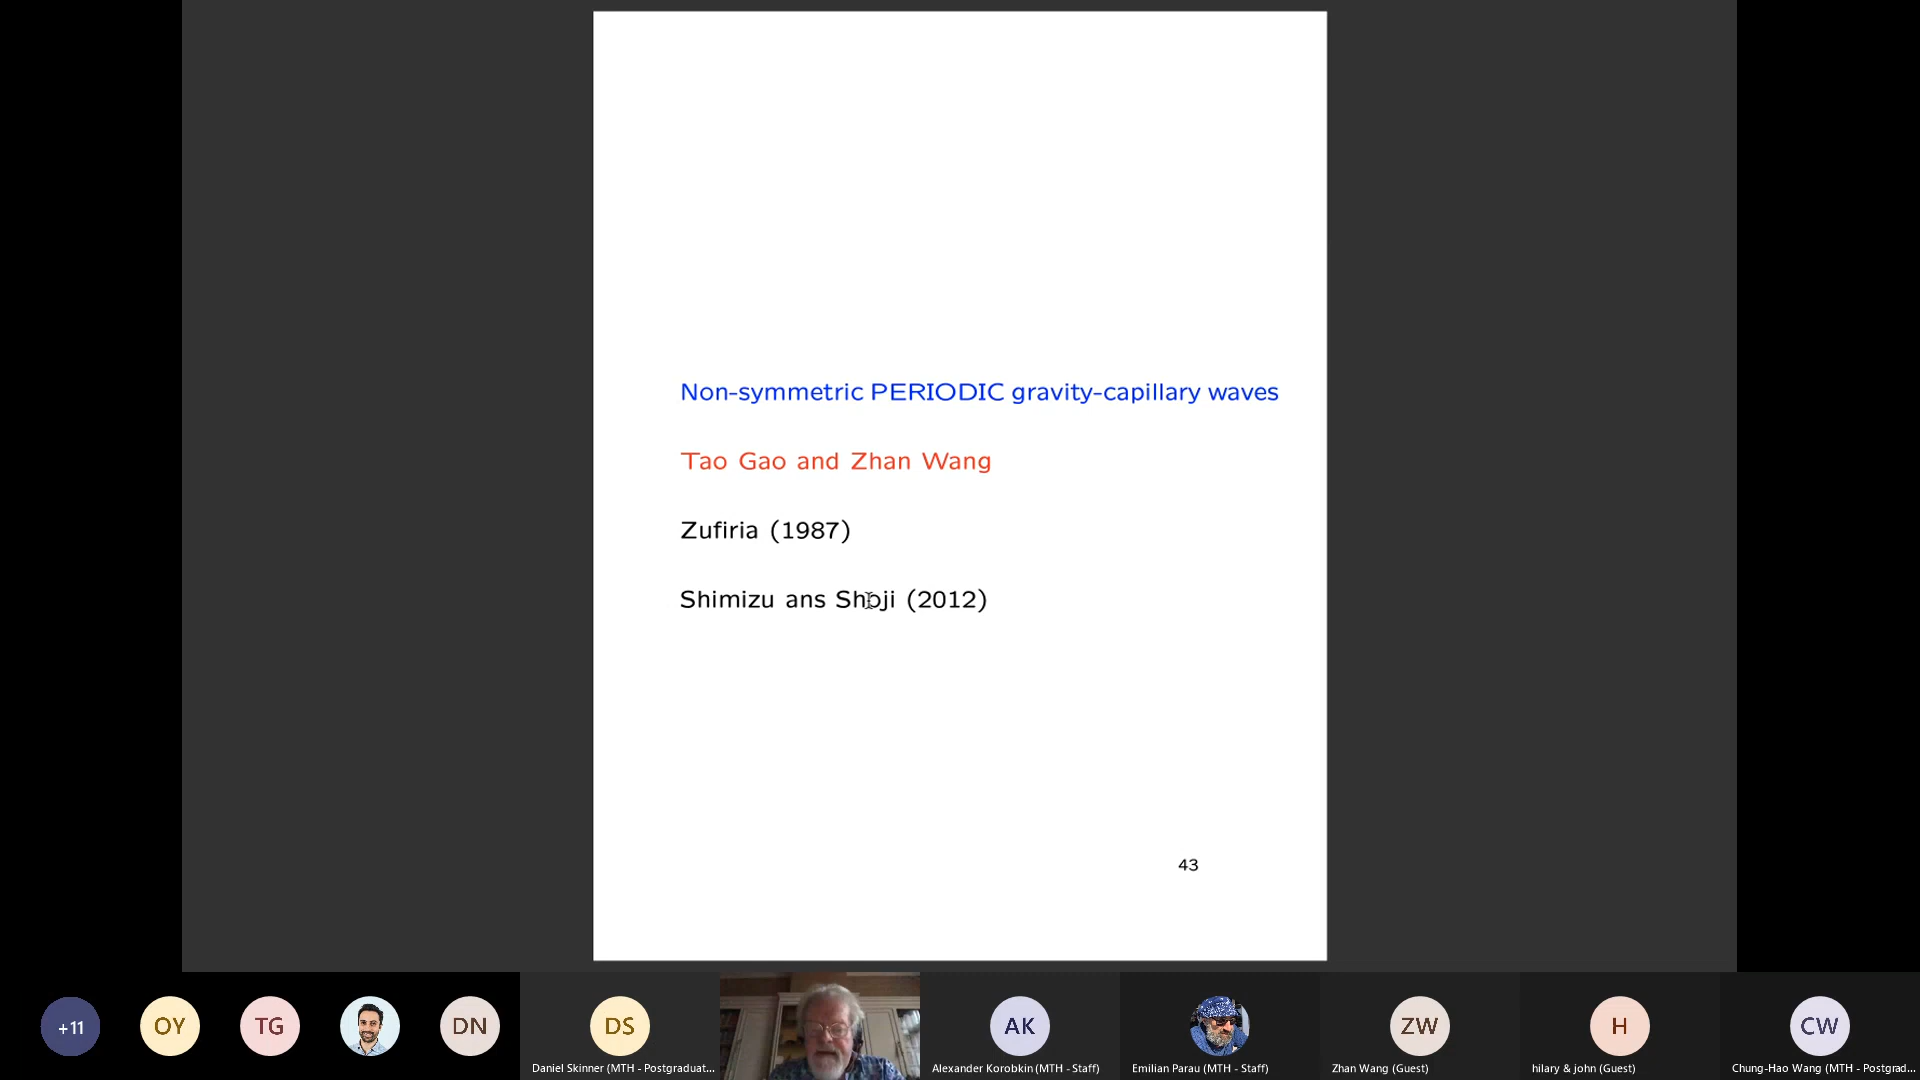 Non-symmetric PERIODIC gravity-capillary waves
Tao Gao and Zhan Wang
Zufiria (1987)
Shimizu ans Shoji (2012)
43
+11
OY
TG
DN
DS
AK
ZW
H
CW
Daniel Skinner (MTH - Postgraduat...
Alexander Korobkin (MTH - Staff)
Emilian Parau (MTH - Staff)
Zhan Wang (Guest)
hilary & john (Guest)
Chung-Hao Wang (MTH - Postgrad...